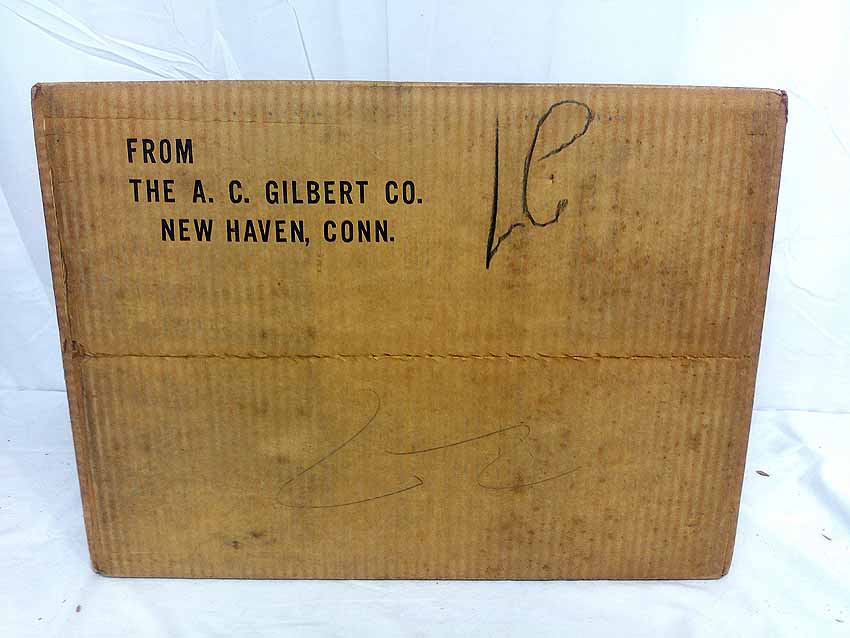 FROM
THE A. C. GILBERT CO.
NEW HAVEN, CONN.